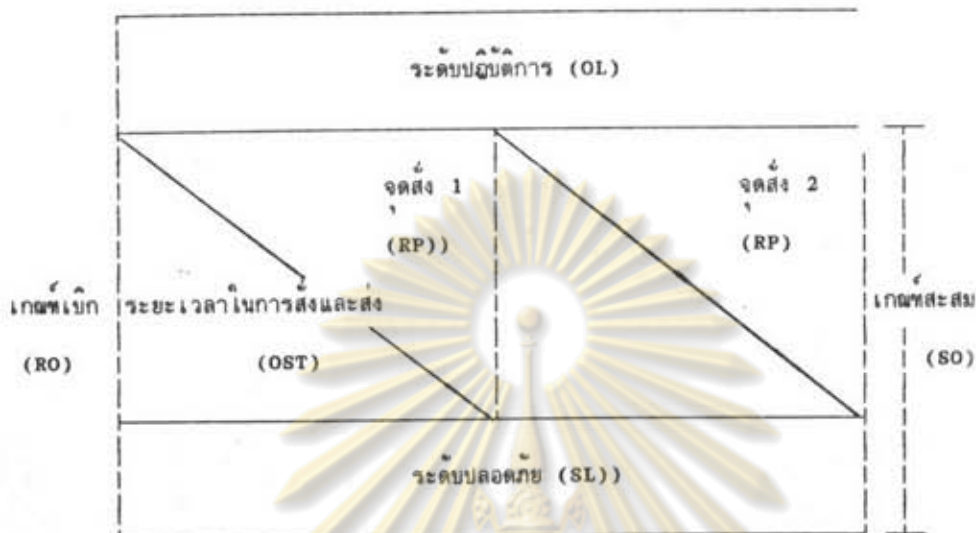 ระดับปฏิบัติการ (OL)
จุดสั่ง 1
(RP))
จุดสั่ง 2
(RP)
เกณฑ์เบิก
(RO)
ระยะเวลาในการสั่งและส่ง
(OST)
เกณฑ์สะสม
(SO)
ระดับปลอดภัย (SL))